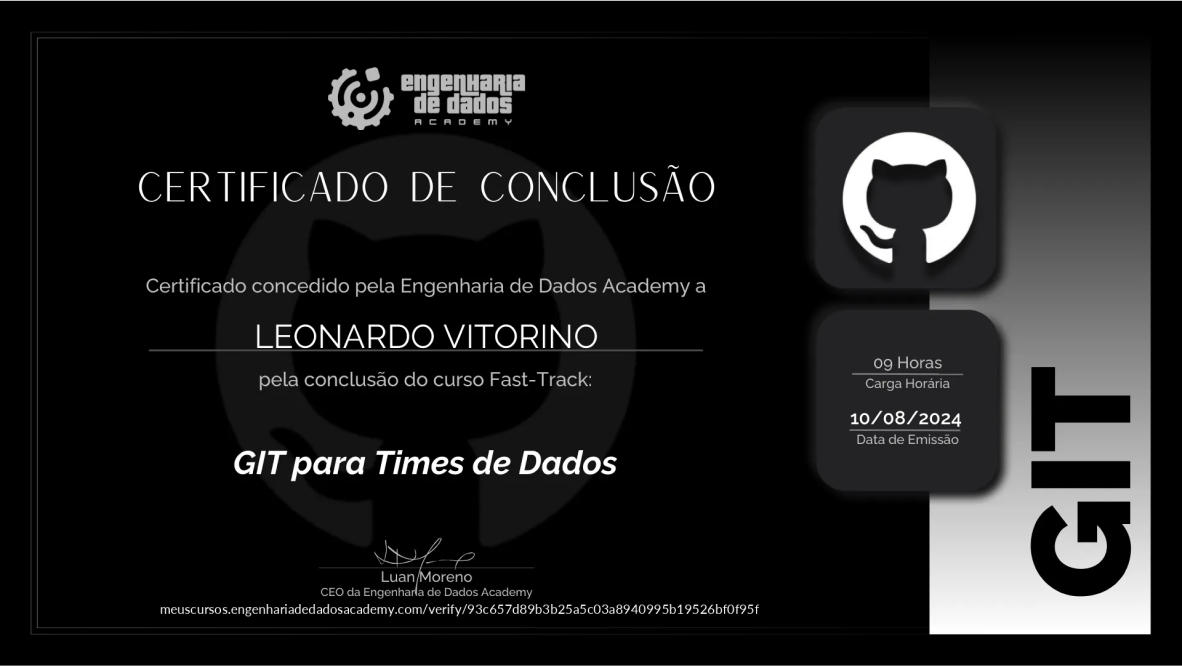 engenharia
de dados
ACADEMY
CERTIFICADO DE CONCLUSÃO
Certificado concedido pela Engenharia de Dados Academy a
LEONARDO VITORINO
pela conclusão do curso Fast-Track:
GIT para Times de Dados
Luan Moreno
CEO da Engenharia de Dados Academy
meuscursos.engenhariadedadosacademy.com/verify/93c657d89b3b25a5c03a8940995b19526bf0f95f
09 Horas
Carga Horária
10/08/2024
Data de Emissão
GIT